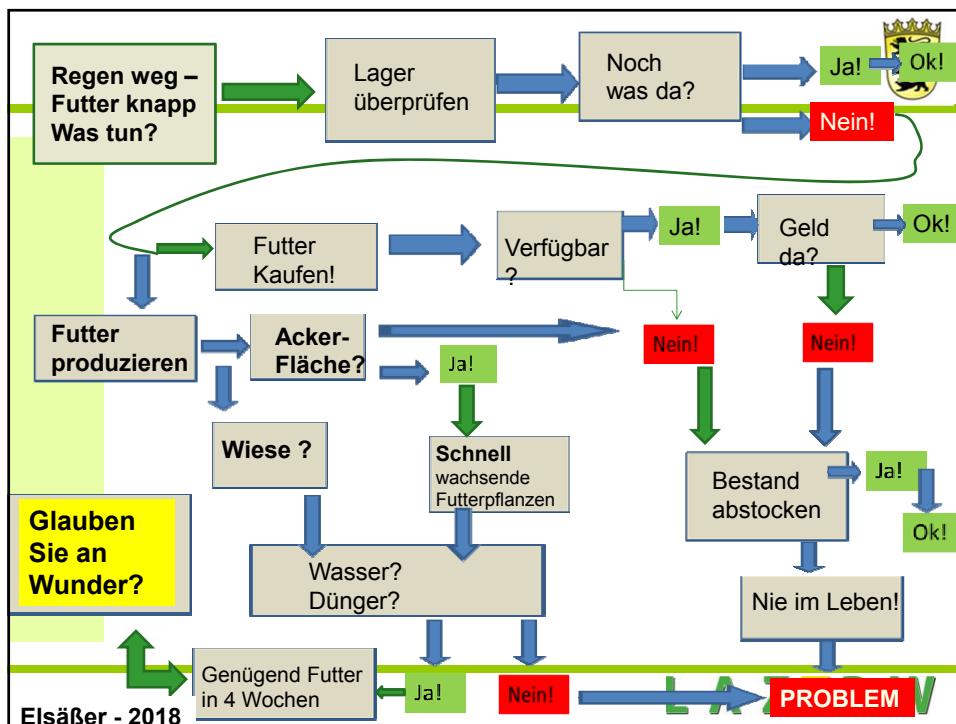 Regen weg –
Futter knapp
Was tun?
Lager
überprüfen
Noch
was da?
Ja!
Ok!
Nein!
Futter
Kaufen!
Verfügbar
?
Ja!
Geld
da?
Ok!
Futter
produzieren
Acker-
Fläche?
Ja!
Nein!
Nein!
Wiese ?
Schnell
wachsende
Futterpflanzen
Bestand
abstocken
Ja!
Ok!
Glauben
Sie an
Wunder?
Wasser?
Dünger?
Nie im Leben!
Genügend Futter
in 4 Wochen
Ja!
Nein!
PROBLEM
Elsäßer - 2018